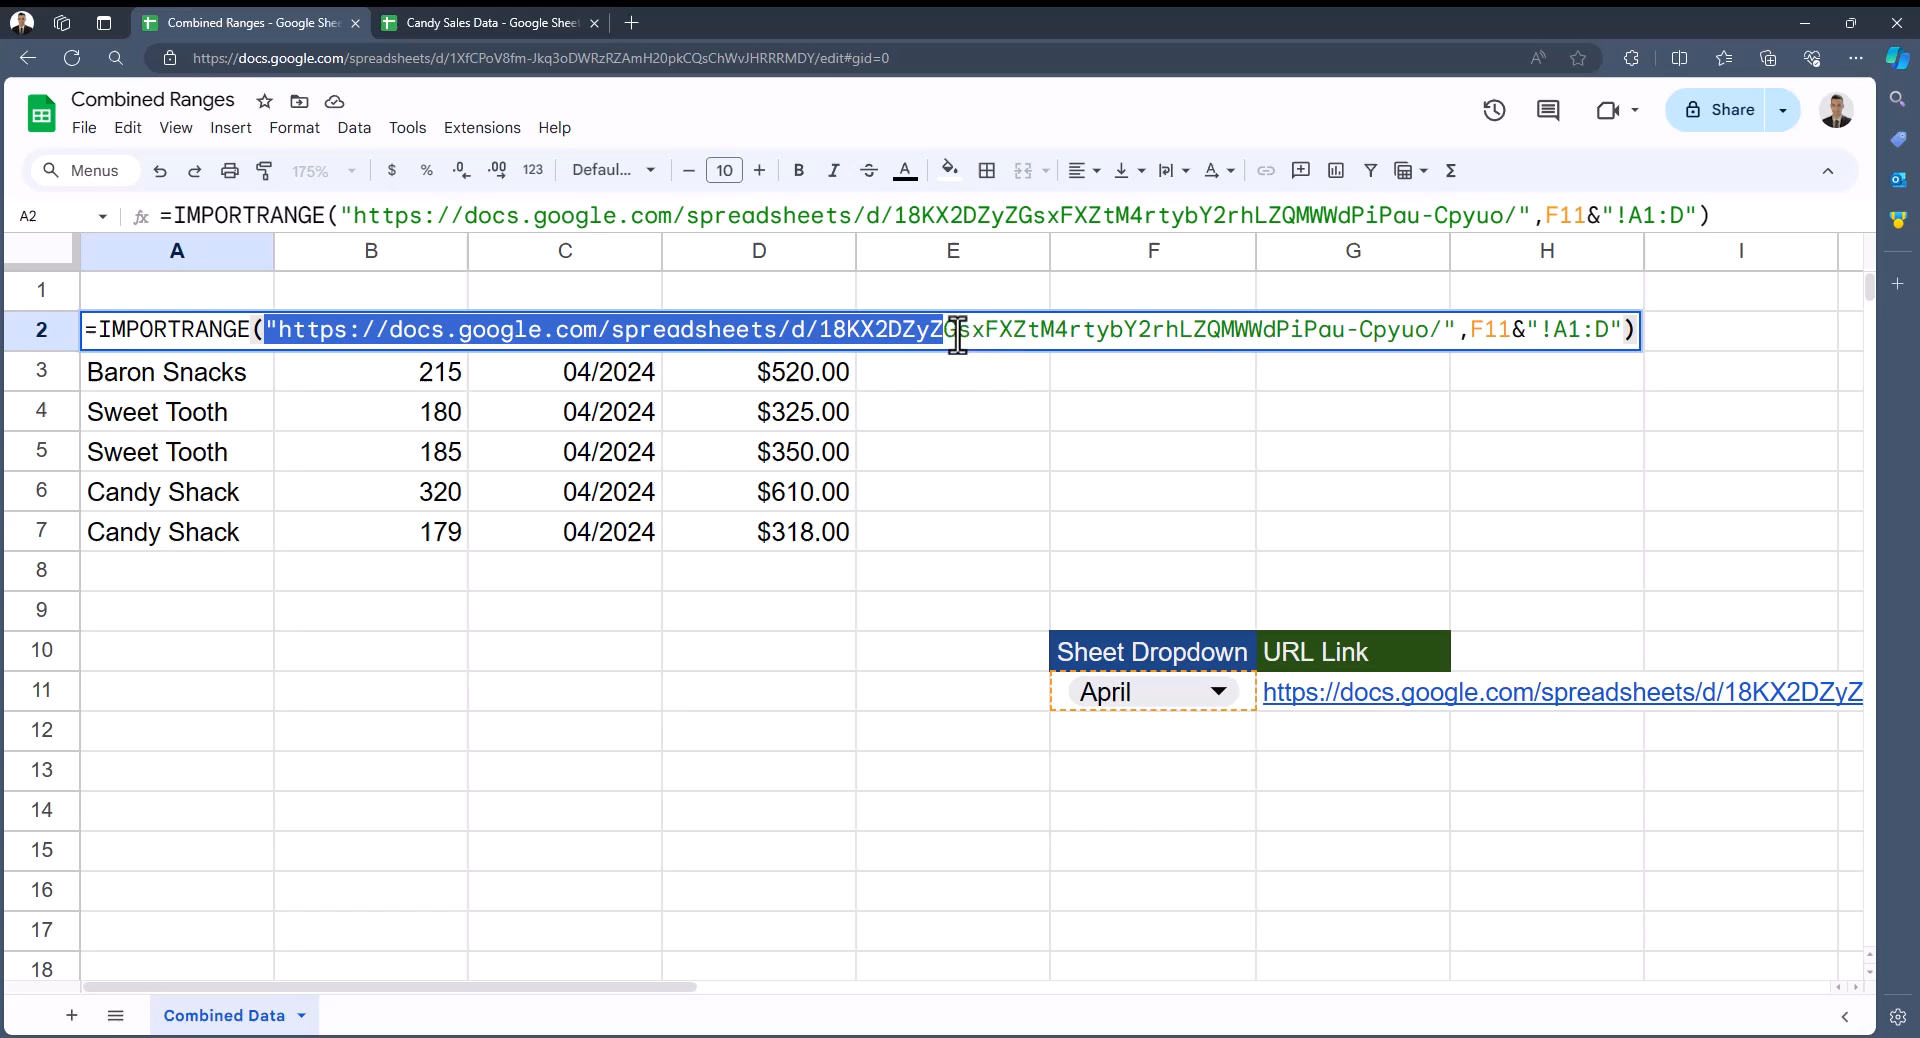 Combined Ranges - Google She
Candy Sales Data - Google Sheet
https://docs.google.com/spreadsheets/d/1XfCPoV8fm-Jkq3oDWRzRZAmH20pkCQsChWvJHRRRMDY/edit#gid=0
Combined Ranges
Share
File Edit View Insert Format Data Tools Extensions Help
Menus 175% $ % .0 .00 123 Defaul... 10 B I A Σ
A2 fx =IMPORTRANGE("https://docs.google.com/spreadsheets/d/18KX2DZyZGsxFXZtM4rtybY2rhLZQMWWdPiPau-Cpyuo/",F11&"!A1:D")
A B C D E F G H I
1
2 =IMPORTRANGE("https://docs.google.com/spreadsheets/d/18KX2DZyZGsxFXZtM4rtybY2rhLZQMWWdPiPau-Cpyuo/",F11&"!A1:D")
3 Baron Snacks 215 04/2024 $520.00
4 Sweet Tooth 180 04/2024 $325.00
5 Sweet Tooth 185 04/2024 $350.00
6 Candy Shack 320 04/2024 $610.00
7 Candy Shack 179 04/2024 $318.00
8
9
10 Sheet Dropdown URL Link
11 April https://docs.google.com/spreadsheets/d/18KX2DZyZ
12
13
14
15
16
17
18
Combined Data